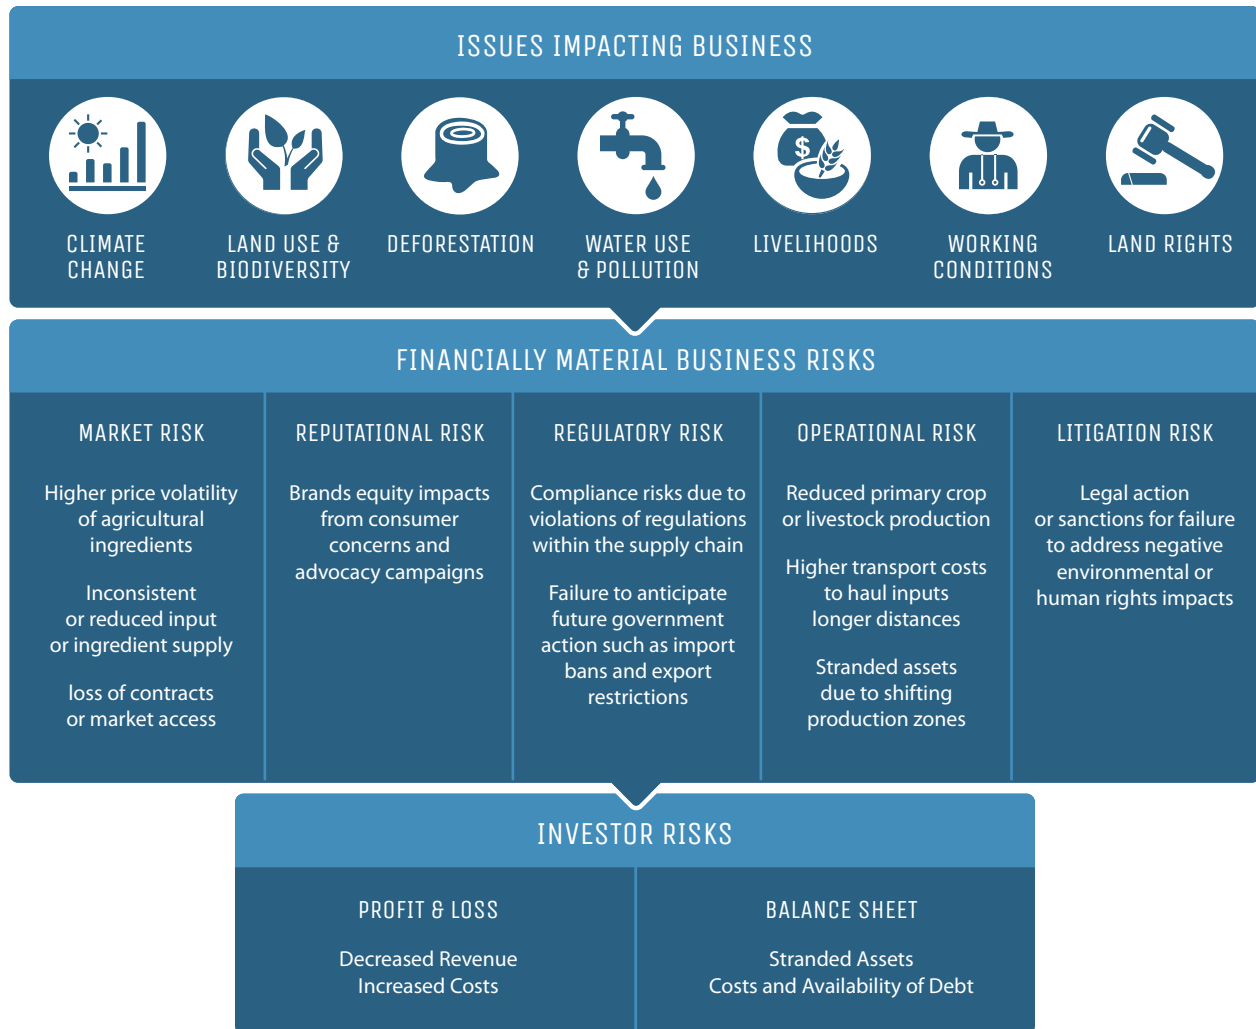 ISSUES IMPACTING BUSINESS
$
CLIMATE
CHANGE
LAND USE &
BIODIVERSITY
DEFORESTATION
WATER USE
& POLLUTION
LIVELIHOODS
WORKING
CONDITIONS
LAND RIGHTS
FINANCIALLY MATERIAL BUSINESS RISKS
MARKET RISK
Higher price volatility
of agricultural
ingredients
Inconsistent
or reduced input
or ingredient supply
loss of contracts
or market access
REPUTATIONAL RISK
Brands equity impacts
from consumer
concerns and
advocacy campaigns
REGULATORY RISK
Compliance risks due to
violations of regulations
within the supply chain
Failure to anticipate
future government
action such as import
bans and export
restrictions
OPERATIONAL RISK
Reduced primary crop
or livestock production
Higher transport costs
to haul inputs
longer distances
Stranded assets
due to shifting
production zones
LITIGATION RISK
Legal action
or sanctions for failure
to address negative
environmental or
human rights impacts
INVESTOR RISKS
PROFIT & LOSS
Decreased Revenue
Increased Costs
BALANCE SHEET
Stranded Assets
Costs and Availability of Debt